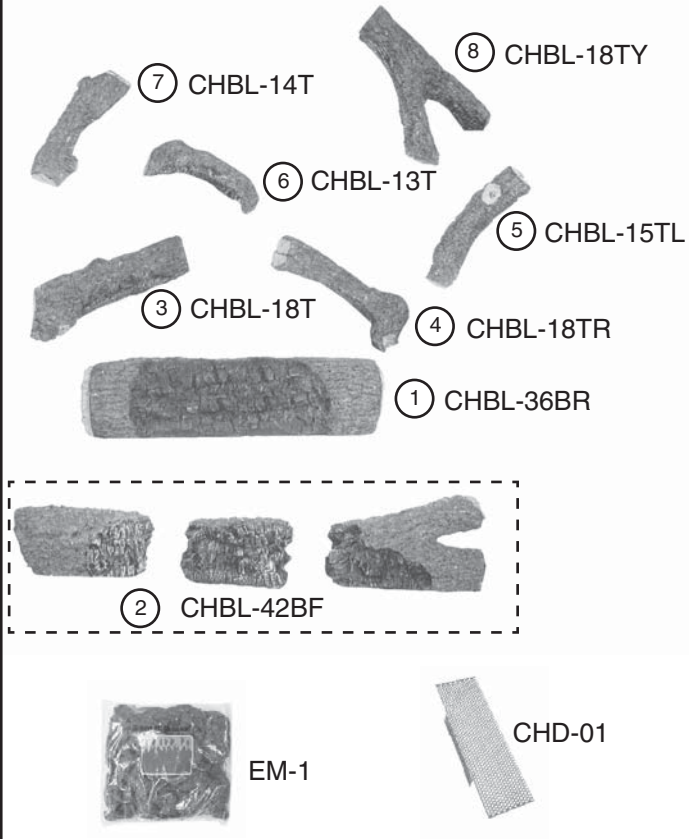 8 CHBL-18TY
7 CHBL-14T
6 CHBL-13T
5 CHBL-15TL
3 CHBL-18T
4 CHBL-18TR
1 CHBL-36BR
2 CHBL-42BF
CHD-01
EM-1